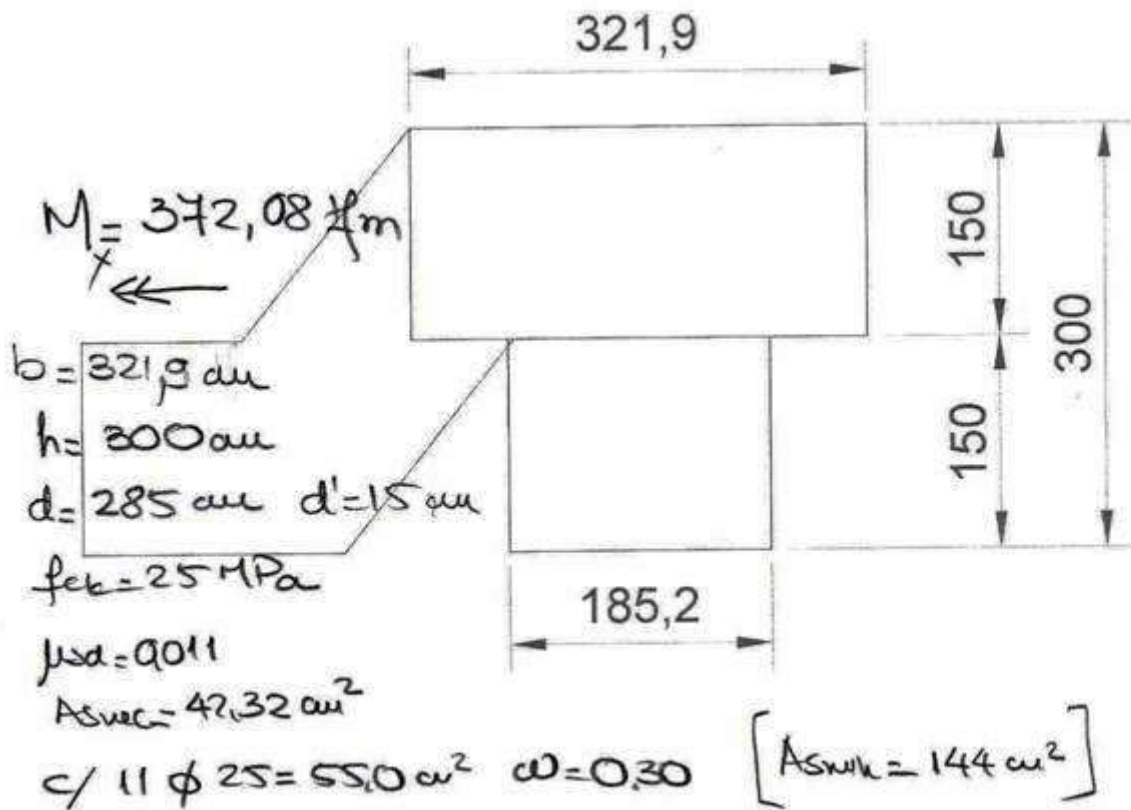 321,9
M = 372,08 tfm
x
150
300
b = 321,9 cm
h = 300 cm
d = 285 cm d' = 15 cm
150
fck = 25 MPa
185,2
μsd = 0,011
Asnec = 42,32 cm²
c/ 11 ϕ 25 = 55,0 cm² ω = 0,30 [Asmin = 144 cm²]